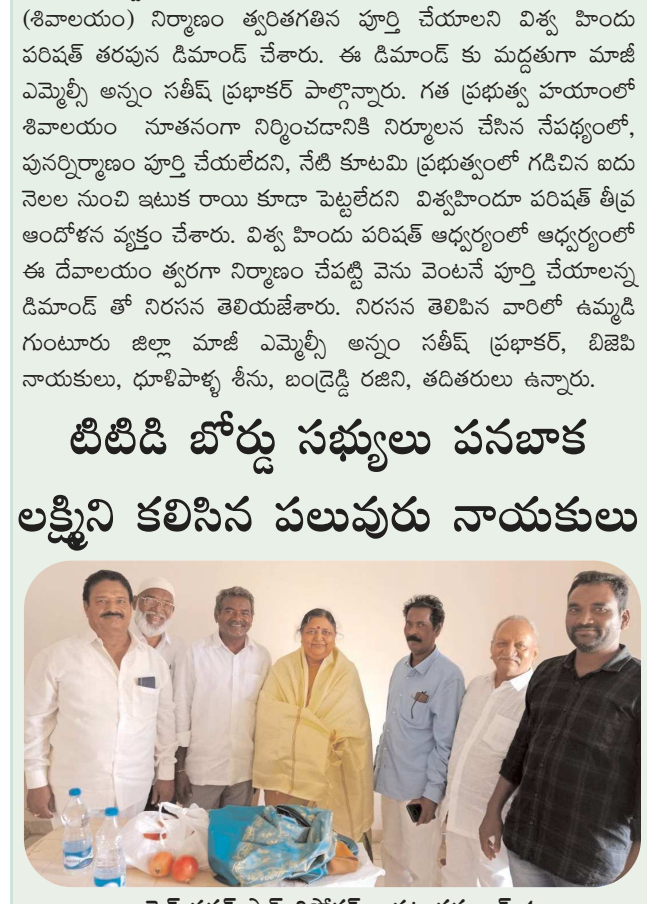 (శివాలయం) నిర్మాణం త్వరితగతిన పూర్తి చేయాలని విశ్వ హిందు
పరిషత్ తరపున డిమాండ్ చేశారు. ఈ డిమాండ్ కు మద్దతుగా మాజీ
ఎమ్మెల్సీ అన్నం సతీష్ ప్రభాకర్ పాల్గొన్నారు. గత ప్రభుత్వ హయాంలో
శివాలయం నూతనంగా నిర్మించడానికి నిర్మూలన చేసిన నేపథ్యంలో,
పునర్నిర్మాణం పూర్తి చేయలేదని, నేటి కూటమి ప్రభుత్వంలో గడిచిన ఐదు
నెలల నుంచి ఇటుక రాయి కూడా పెట్టలేదని విశ్వహిందూ పరిషత్ తీవ్ర
ఆందోళన వ్యక్తం చేశారు. విశ్వ హిందు పరిషత్ ఆధ్వర్యంలో ఆధ్వర్యంలో
ఈ దేవాలయం త్వరగా నిర్మాణం చేపట్టి వెను వెంటనే పూర్తి చేయాలన్న
డిమాండ్ తో నిరసన తెలియజేశారు. నిరసన తెలిపిన వారిలో ఉమ్మడి
గుంటూరు జిల్లా మాజీ ఎమ్మెల్సీ అన్నం సతీష్ ప్రభాకర్, బిజెపి
నాయకులు, ధూళిపాళ్ళ శీను, బండ్రెడ్డి రజిని, తదితరులు ఉన్నారు.
టిటిడి బోర్డు సభ్యులు పనబాక
లక్ష్మిని కలిసిన పలువురు నాయకులు